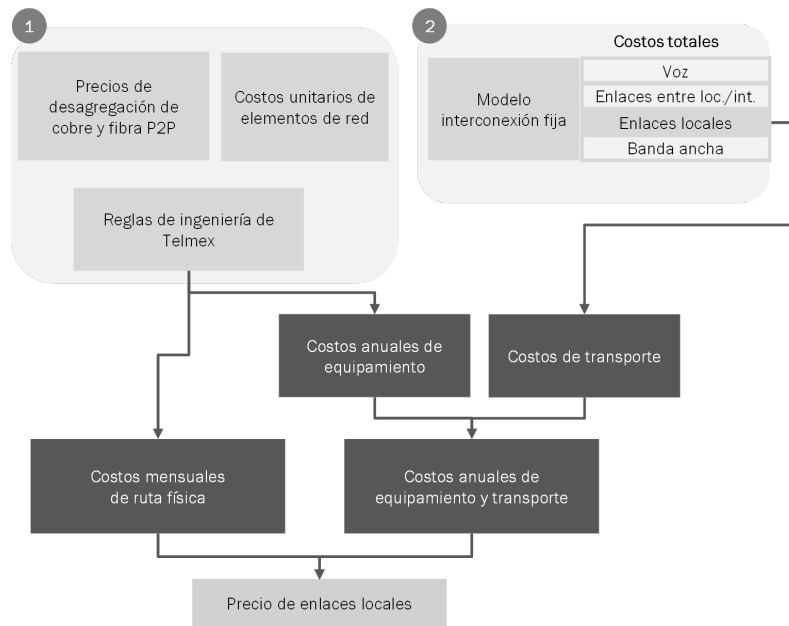 1
Precios de
desagregación de
cobre y fibra P2P
Costos unitarios de
elementos de red
Reglas de ingeniería de
Telmex
2
Costos totales
Modelo
interconexión fija
Voz
Enlaces entre loc./int.
Enlaces locales
Banda ancha
Costos anuales de
equipamiento
Costos de transporte
Costos mensuales
de ruta física
Costos anuales de
equipamiento y transporte
Precio de enlaces locales